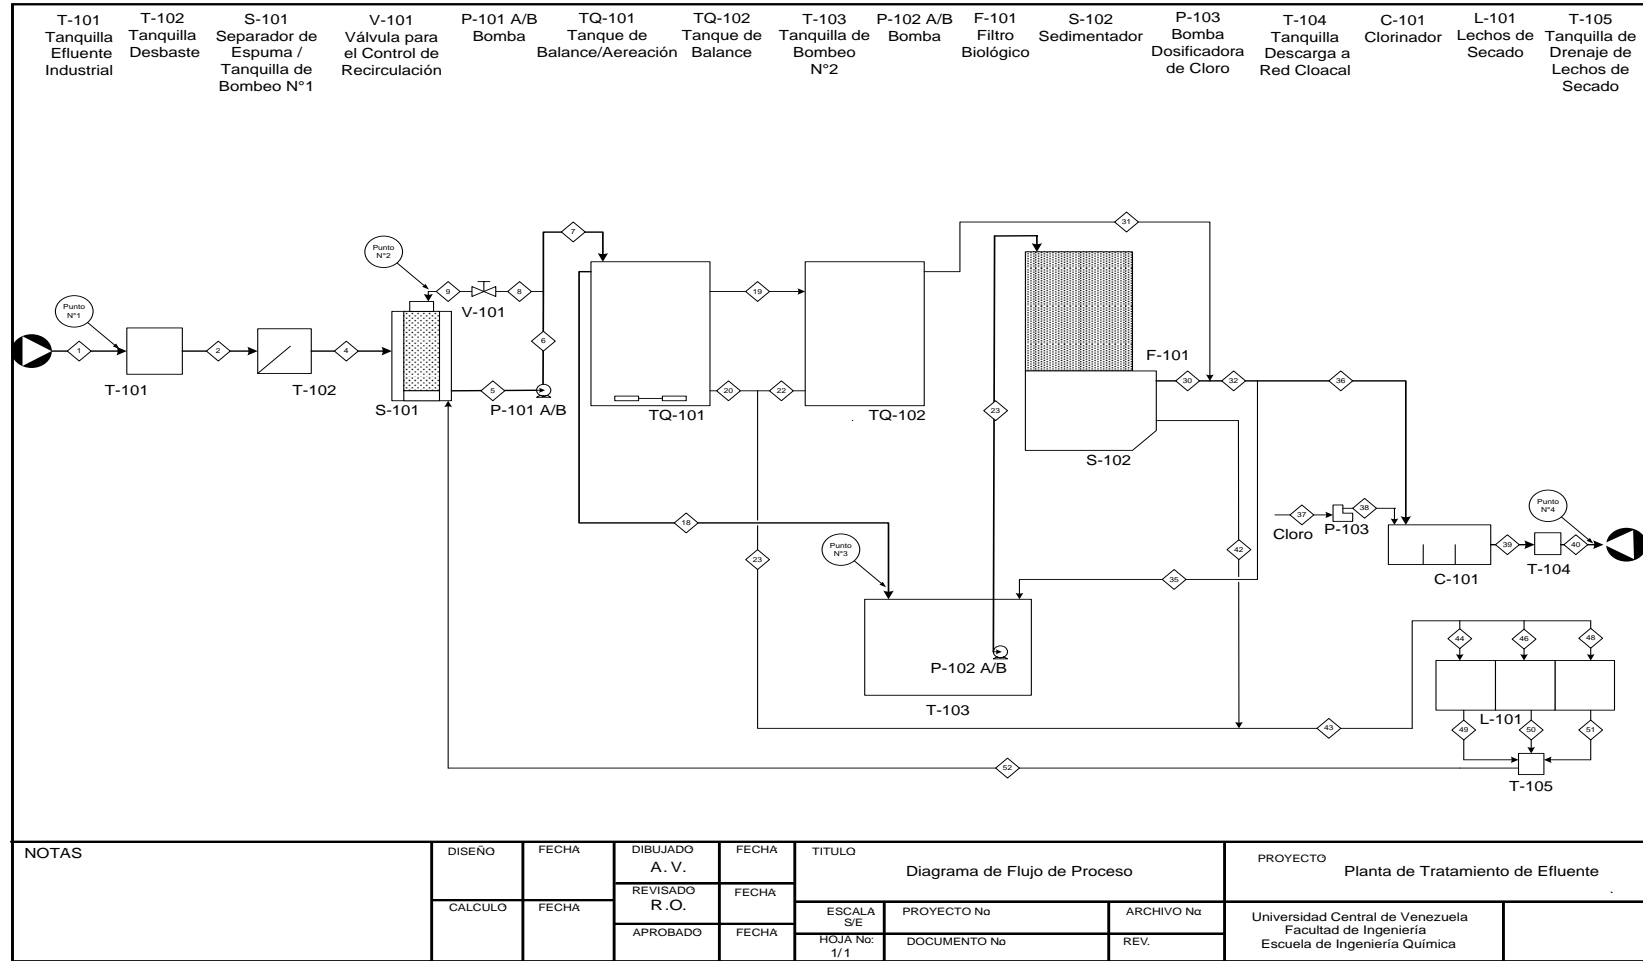 T-101
Tanquilla
Efluente
Industrial
T-102
Tanquilla
Desbaste
S-101
Separador de
Espuma /
Tanquilla de
Bombeo N°1
V-101
Válvula para
el Control de
Recirculación
P-101 A/B
Bomba
TQ-101
Tanque de
Balance/Aereación
TQ-102
Tanque de
Balance
T-103
Tanquilla de
Bombeo
N°2
P-102 A/B
Bomba
F-101
Filtro
Biológico
S-102
Sedimentador
P-103
Bomba
Dosificadora
de Cloro
T-104
Tanquilla
Descarga a
Red Cloacal
C-101
Clorinador
L-101
Lechos de
Secado
T-105
Tanquilla de
Drenaje de
Lechos de
Secado
31
7
Punto
N°2
9
8
19
V-101
Punto
N°1
6
1
2
4
F-101
T-101
T-102
5
20
22
30
32
36
S-101
P-101 A/B
TQ-101
TQ-102
23
S-102
Punto
N°4
37
38
18
Cloro
P-103
Punto
N°3
39
40
23
42
T-104
35
C-101
44
46
48
P-102 A/B
T-103
L-101
43
49
50
51
52
T-105
NOTAS
DISEÑO
FECHA
DIBUJADO
A. V.
FECHA
TITULO
Diagrama de Flujo de Proceso
PROYECTO
Planta de Tratamiento de Efluente
.
REVISADO
R.O.
FECHA
CALCULO
FECHA
APROBADO
FECHA
ESCALA
S/E
PROYECTO No
ARCHIVO No
HOJA No:
1/1
DOCUMENTO No
REV.
Universidad Central de Venezuela
Facultad de Ingeniería
Escuela de Ingeniería Química